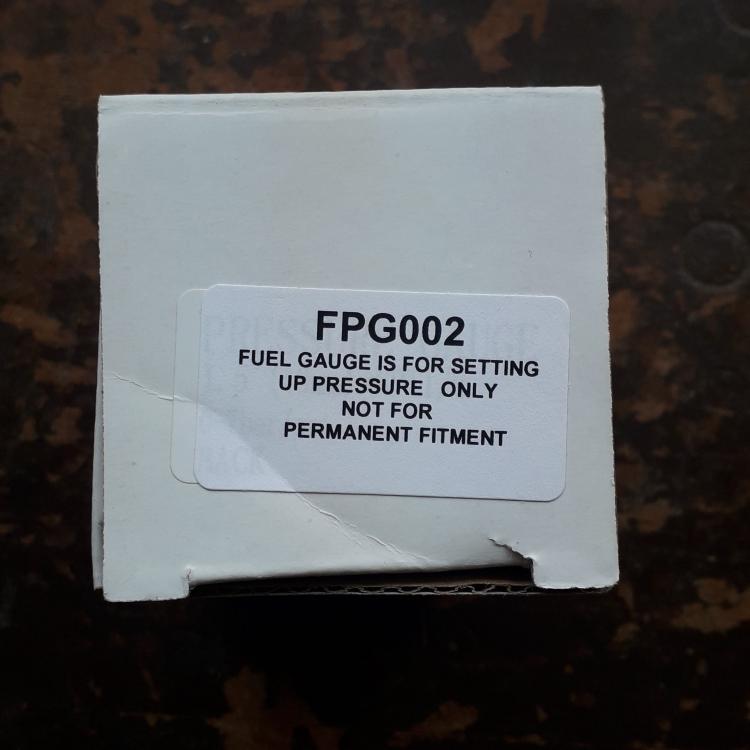 FPG002
FUEL GAUGE IS FOR SETTING
UP PRESSURE ONLY
NOT FOR
PERMANENT FITMENT